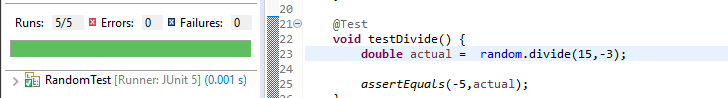 Runs: 5/5 Errors: 0 Failures: 0
RandomTest [Runner: JUnit 5] (0.001 s)
20
21 @Test
22 void testDivide() {
23 double actual = random.divide(15,-3);
24
25 assertEquals(-5,actual);
26 }